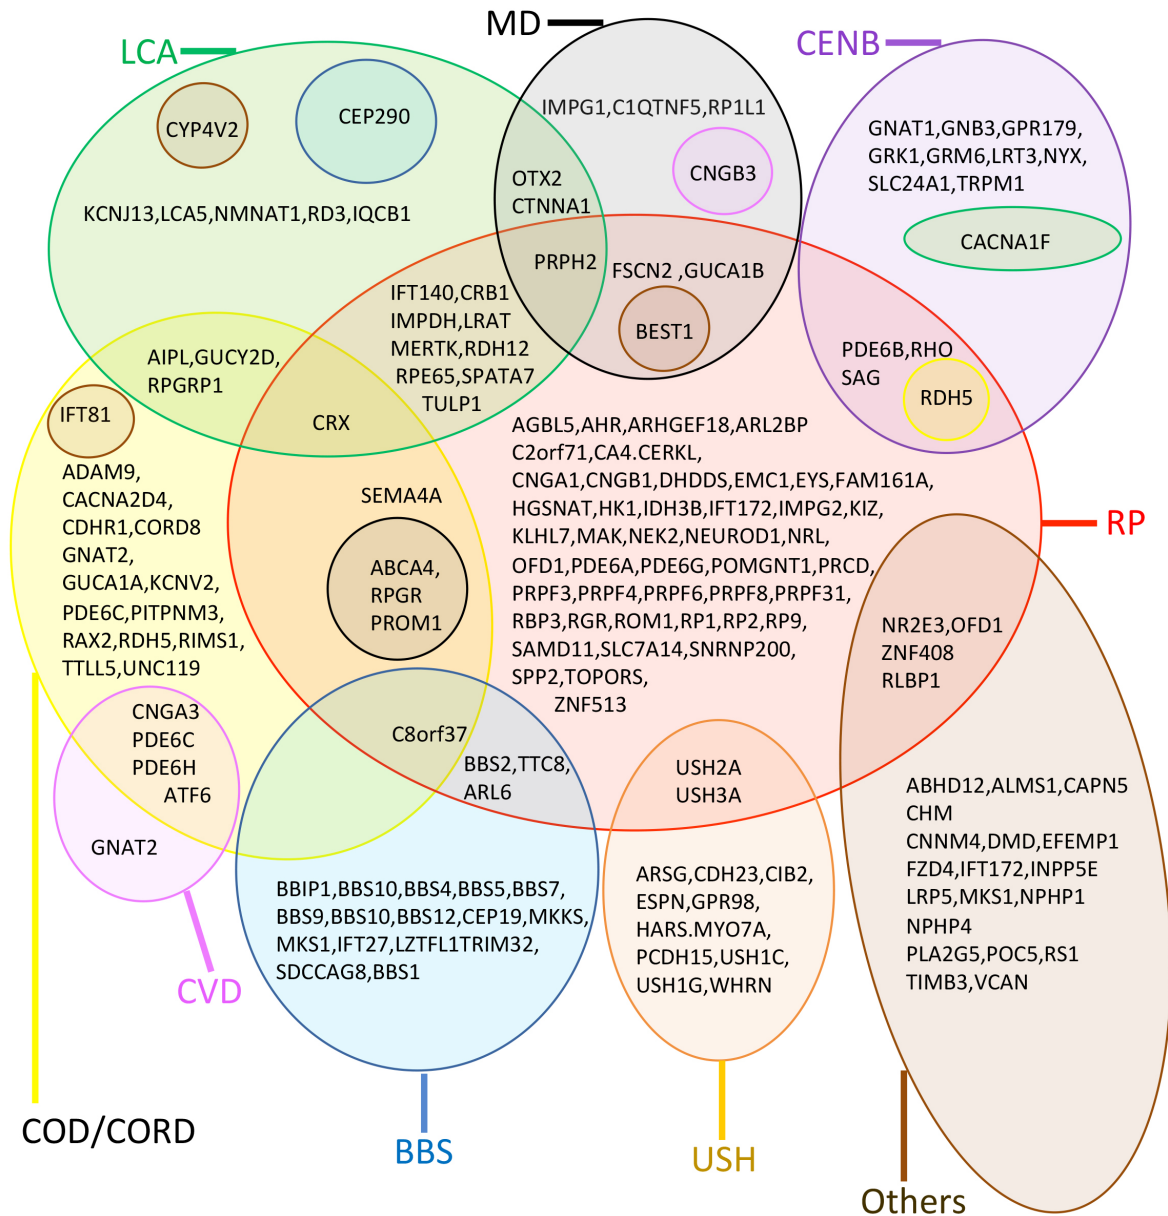 MD
LCA
CENB
IMPG1,C1QTNF5,RP1L1
CYP4V2
CEP290
CNGB3
GNAT1,GNB3,GPR179,
GRK1,GRM6,LRT3,NYX,
SLC24A1,TRPM1
OTX2
CTNNA1
KCNJ13,LCA5,NMNAT1,RD3,IQCB1
CACNA1F
PRPH2
FSCN2 ,GUCA1B
BEST1
IFT140,CRB1
IMPDH,LRAT
MERTK,RDH12
RPE65,SPATA7
TULP1
AIPL,GUCY2D,
RPGRP1
PDE6B,RHO
SAG
RDH5
IFT81
CRX
ADAM9,
CACNA2D4,
CDHR1,CORD8
GNAT2,
GUCA1A,KCNV2,
PDE6C,PITPNM3,
RAX2,RDH5,RIMS1,
TTLL5,UNC119
SEMA4A
ABCA4,
RPGR
PROM1
AGBL5,AHR,ARHGEF18,ARL2BP
C2orf71,CA4.CERKL,
CNGA1,CNGB1,DHDDS,EMC1,EYS,FAM161A,
HGSNAT,HK1,IDH3B,IFT172,IMPG2,KIZ,
KLHL7,MAK,NEK2,NEUROD1,NRL,
OFD1,PDE6A,PDE6G,POMGNT1,PRCD,
PRPF3,PRPF4,PRPF6,PRPF8,PRPF31,
RBP3,RGR,ROM1,RP1,RP2,RP9,
SAMD11,SLC7A14,SNRNP200,
SPP2,TOPORS,
ZNF513
RP
NR2E3,OFD1
ZNF408
RLBP1
CNGA3
PDE6C
PDE6H
ATF6
GNAT2
C8orf37
BBS2,TTC8,
ARL6
USH2A
USH3A
ABHD12,ALMS1,CAPN5
CHM
CNNM4,DMD,EFEMP1
FZD4,IFT172,INPP5E
LRP5,MKS1,NPHP1
NPHP4
PLA2G5,POC5,RS1
TIMB3,VCAN
BBIP1,BBS10,BBS4,BBS5,BBS7,
BBS9,BBS10,BBS12,CEP19,MKKS,
MKS1,IFT27,LZTFL1TRIM32,
SDCCAG8,BBS1
ARSG,CDH23,CIB2,
ESPN,GPR98,
HARS.MYO7A,
PCDH15,USH1C,
USH1G,WHRN
CVD
COD/CORD
BBS
USH
Others